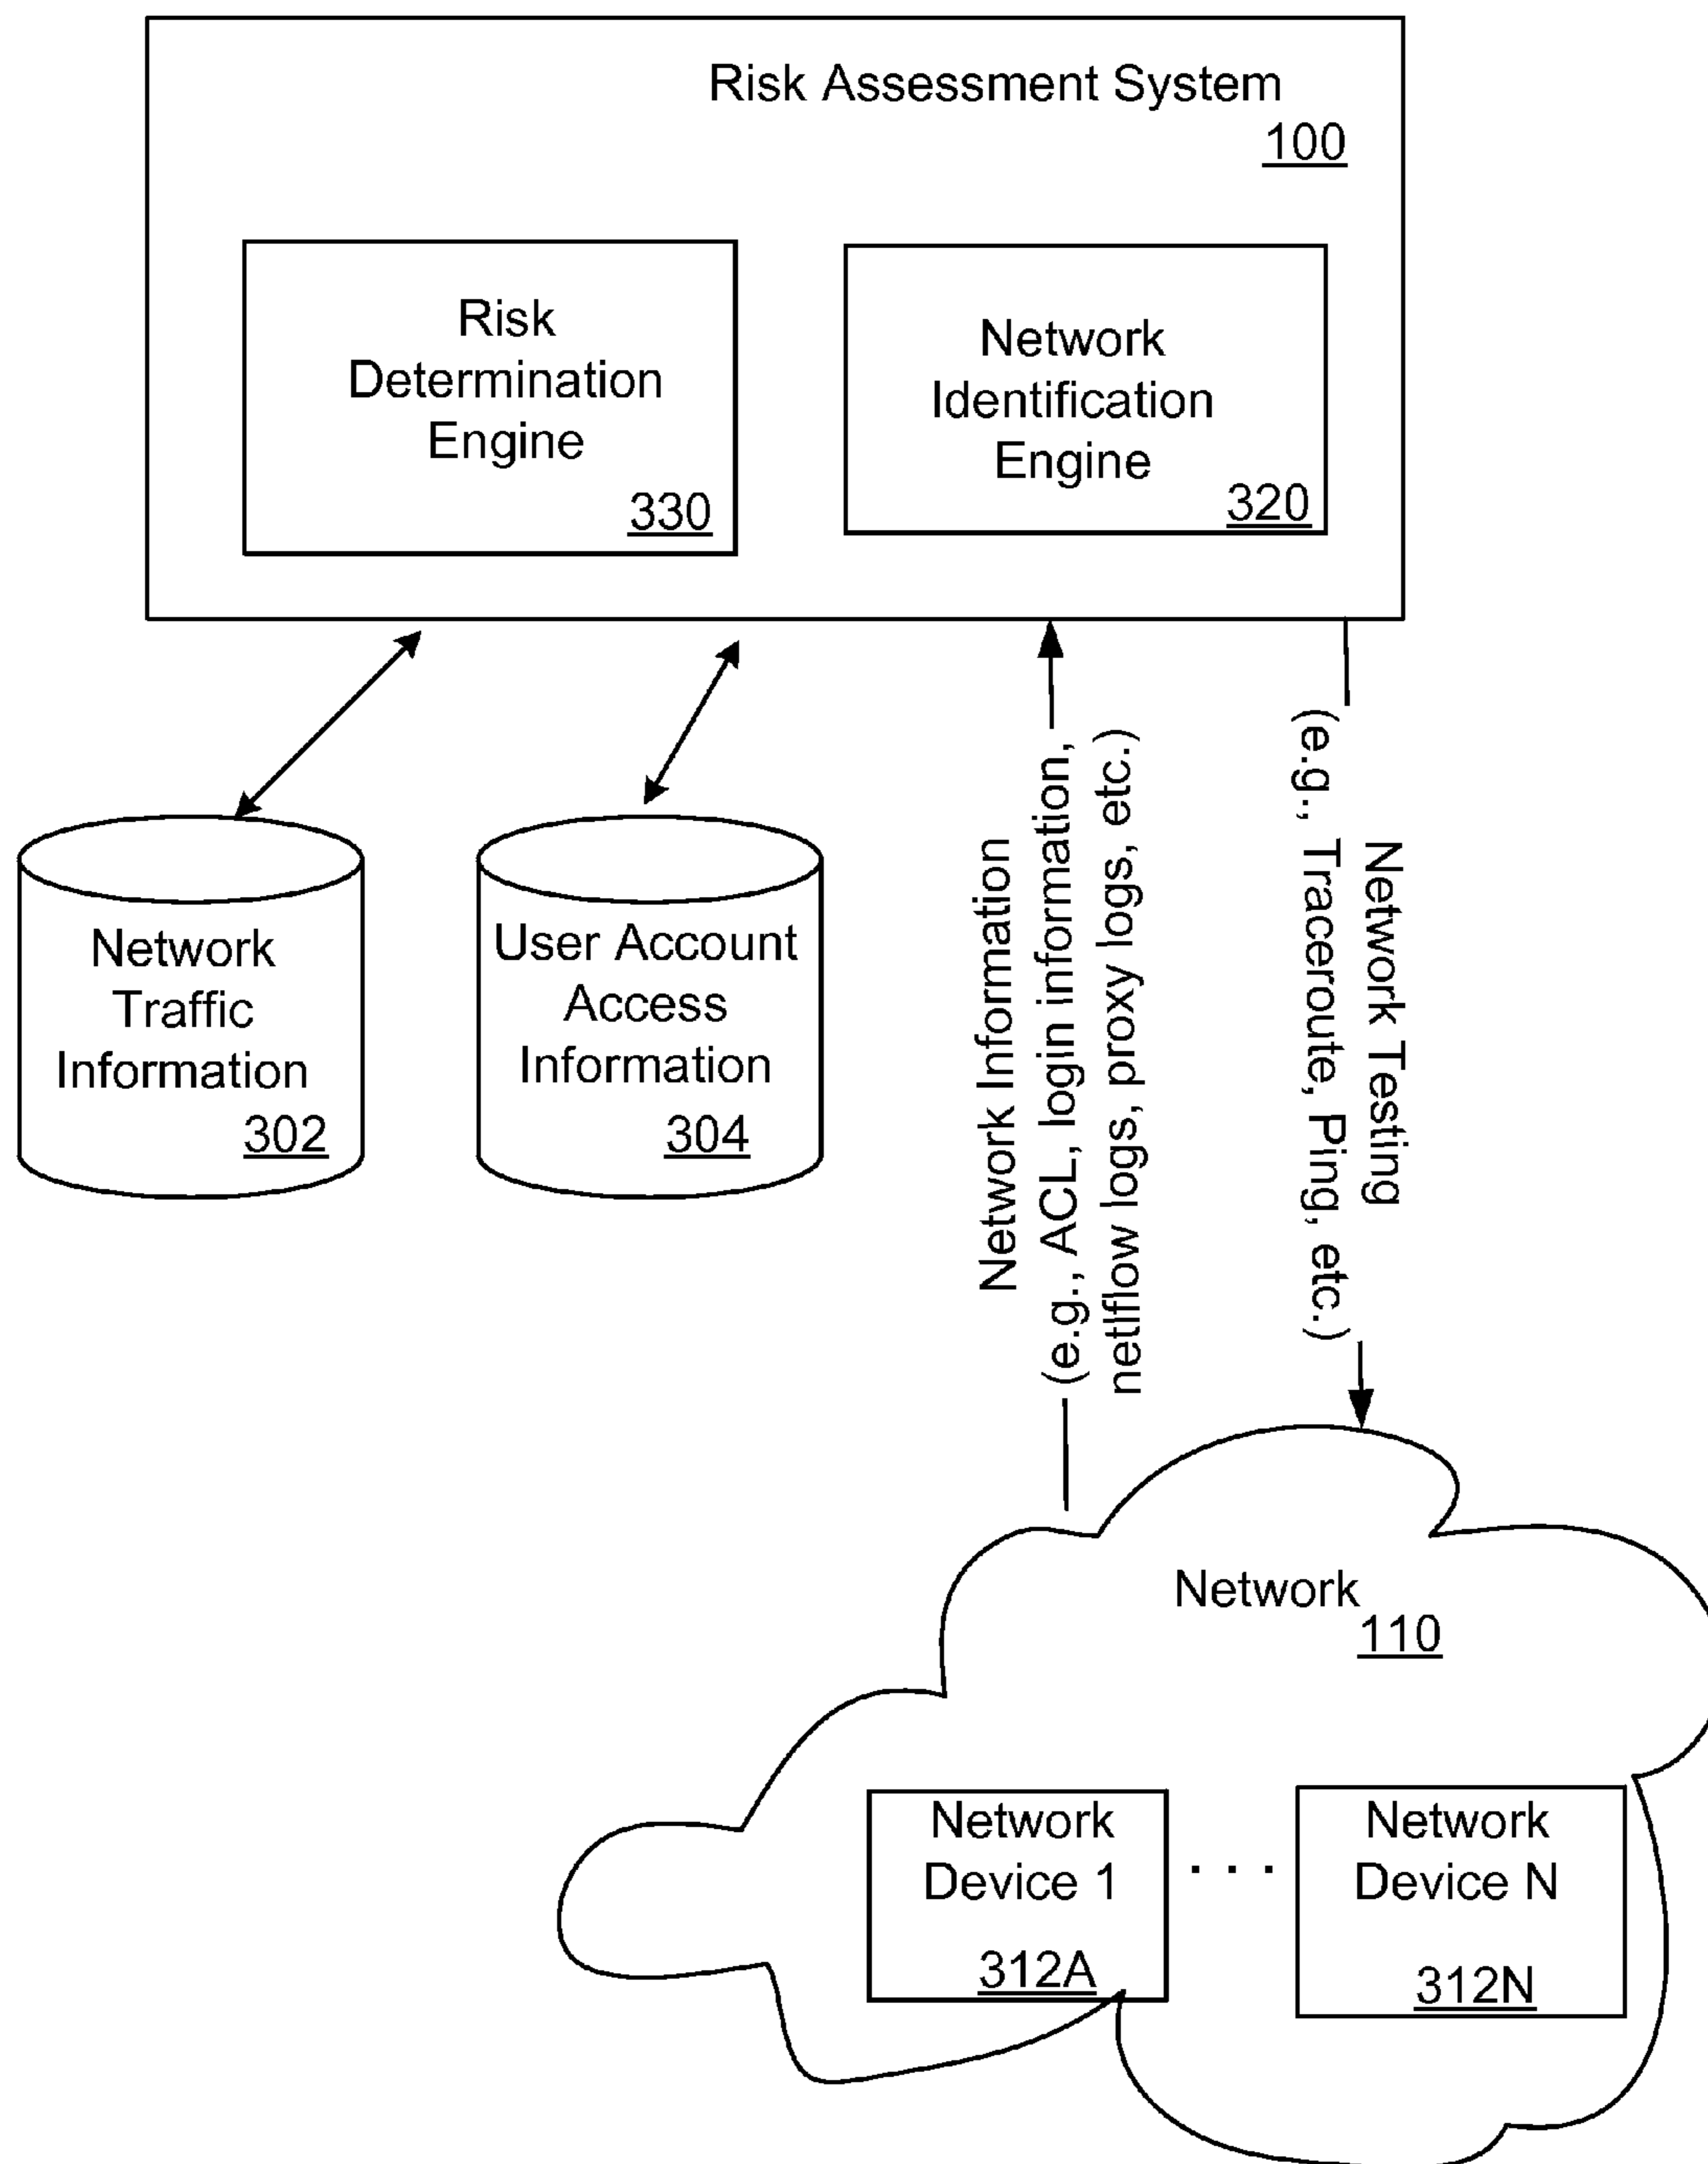 Risk Assessment System
100
Risk
Determination
Engine
330
Network
Identification
Engine
320
Network
Traffic
Information
302
User Account
Access
Information
304
Network Information
(e.g., ACL, login information,
netlflow logs, proxy logs, etc.)
Network Testing
(e.g., Traceroute, Ping, etc.)
Network
110
Network
Device 1
312A
. . .
Network
Device N
312N